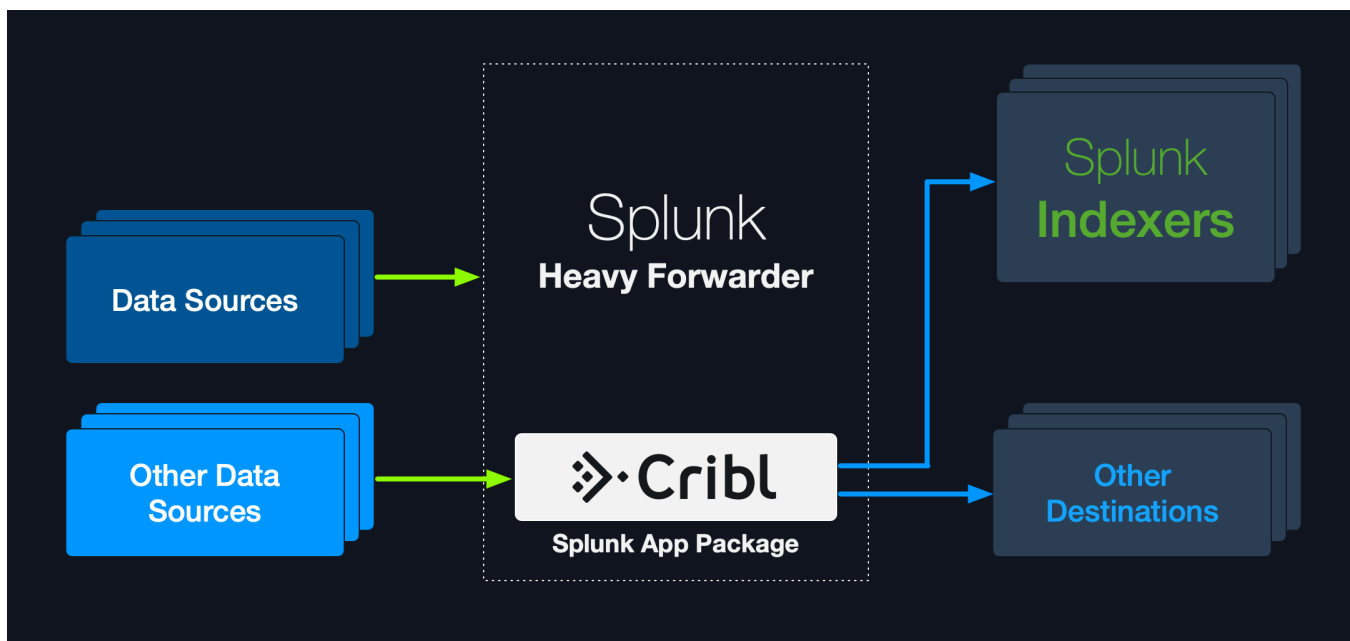 Data Sources
Other Data
Sources
Splunk
Heavy Forwarder
Cribl
Splunk App Package
Splunk
Indexers
Other
Destinations